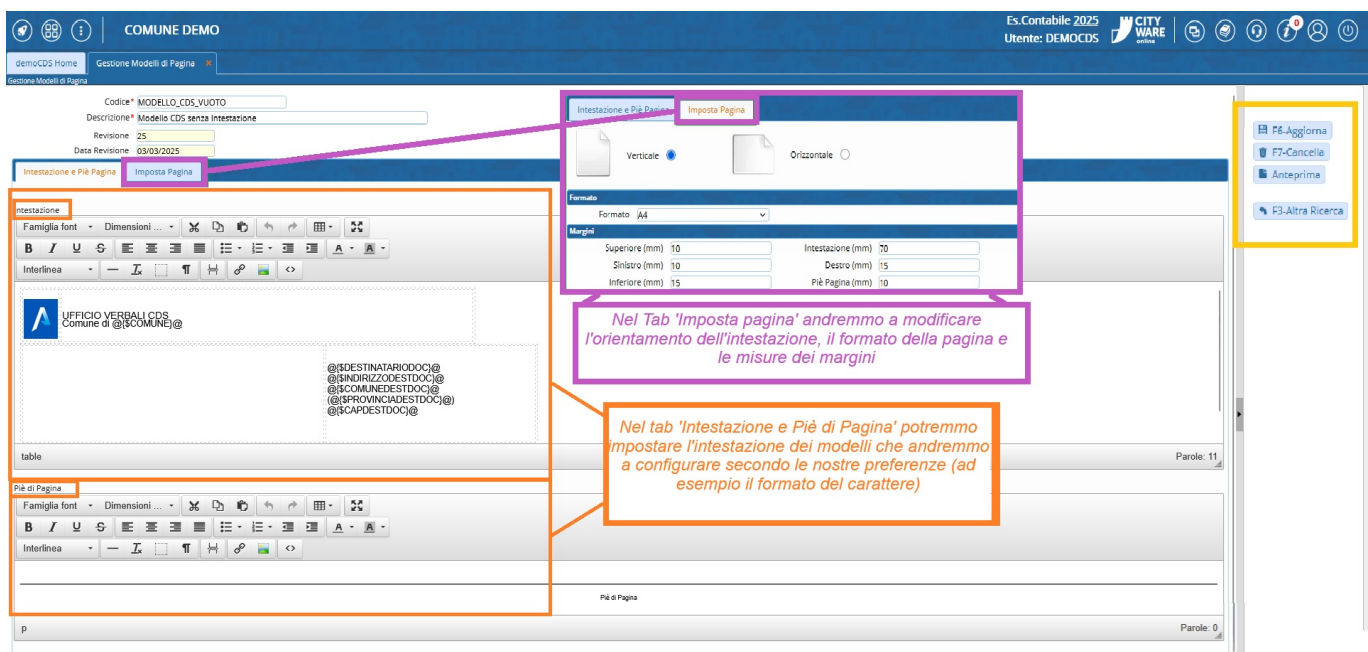 COMUNE DEMO
Es.Contabile 2025
Utente: DEMOCDS
CITY
WARE
online
0
demoCDS Home
Gestione Modelli di Pagina
Gestione Modelli di Pagina
Codice* MODELLO_CDS_VUOTO
Descrizione* Modello CDS senza Intestazione
Revisione 25
Data Revisione 03/03/2025
Intestazione e Piè Pagina Imposta Pagina
Intestazione e Piè Pagina Imposta Pagina
Verticale Orizzontale
Formato
Formato A4
Margini
Superiore (mm) 10 Intestazione (mm) 70
Sinistro (mm) 10 Destro (mm) 15
Inferiore (mm) 15 Piè Pagina (mm) 10
F6-Aggiorna
F7-Cancella
Anteprima
F3-Altra Ricerca
ntestazione
Famiglia font Dimensioni ...
B I U S A A
Interlinea
UFFICIO VERBALI CDS
Comune di @{$COMUNE}@
@{$DESTINATARIODOC}@
@{$INDIRIZZODESTDOC}@
@{$COMUNEDESTDOC}@
(@{$PROVINCIADESTDOC}@)
@{$CAPDESTDOC}@
Nel Tab 'Imposta pagina' andremmo a modificare
l'orientamento dell'intestazione, il formato della pagina e
le misure dei margini
Nel tab 'Intestazione e Piè di Pagina' potremmo
impostare l'intestazione dei modelli che andremmo
a configurare secondo le nostre preferenze (ad
esempio il formato del carattere)
table
Parole: 11
Piè di Pagina
Famiglia font Dimensioni ...
B I U S A A
Interlinea
Piè di Pagina
p
Parole: 0